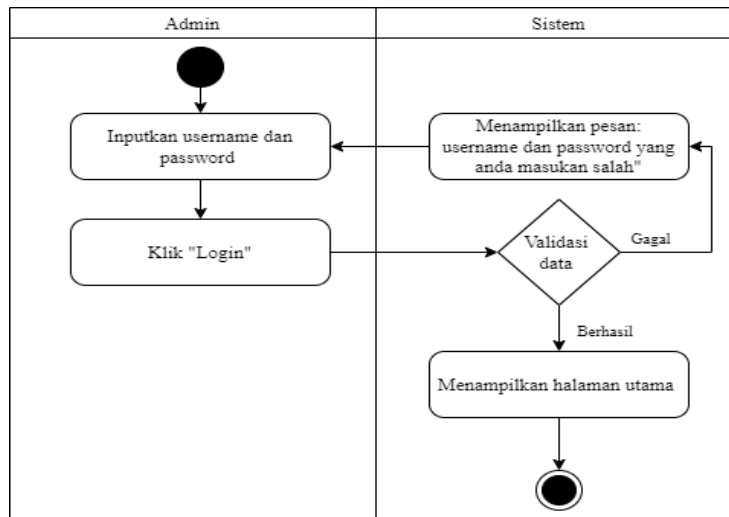 Admin
Sistem
Inputkan username dan
password
Menampilkan pesan:
username dan password yang
anda masukan salah"
Klik "Login"
Validasi
data
Gagal
Berhasil
Menampilkan halaman utama